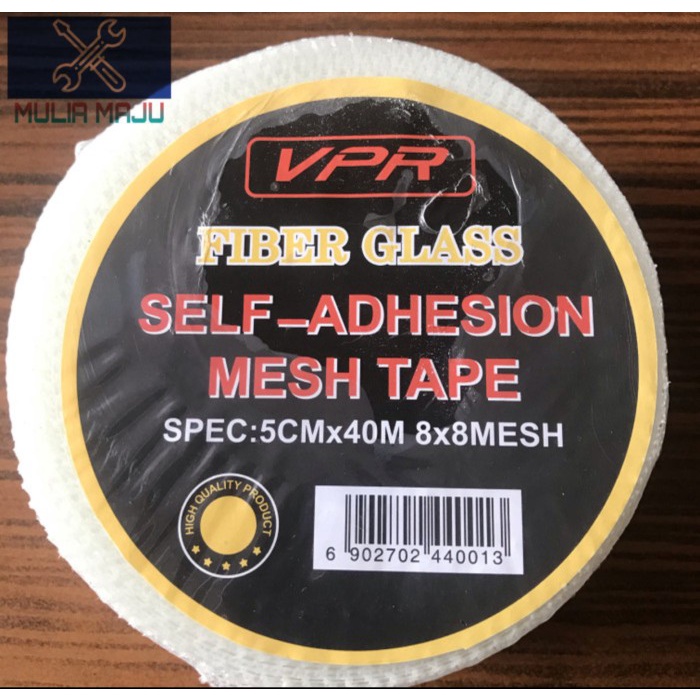 MULIA MAJU
VPR
FIBER GLASS
SELF-ADHESION
MESH TAPE
SPEC:5CMx40M 8x8MESH
HIGH QUALITY PRODUCT
6 902702 440013